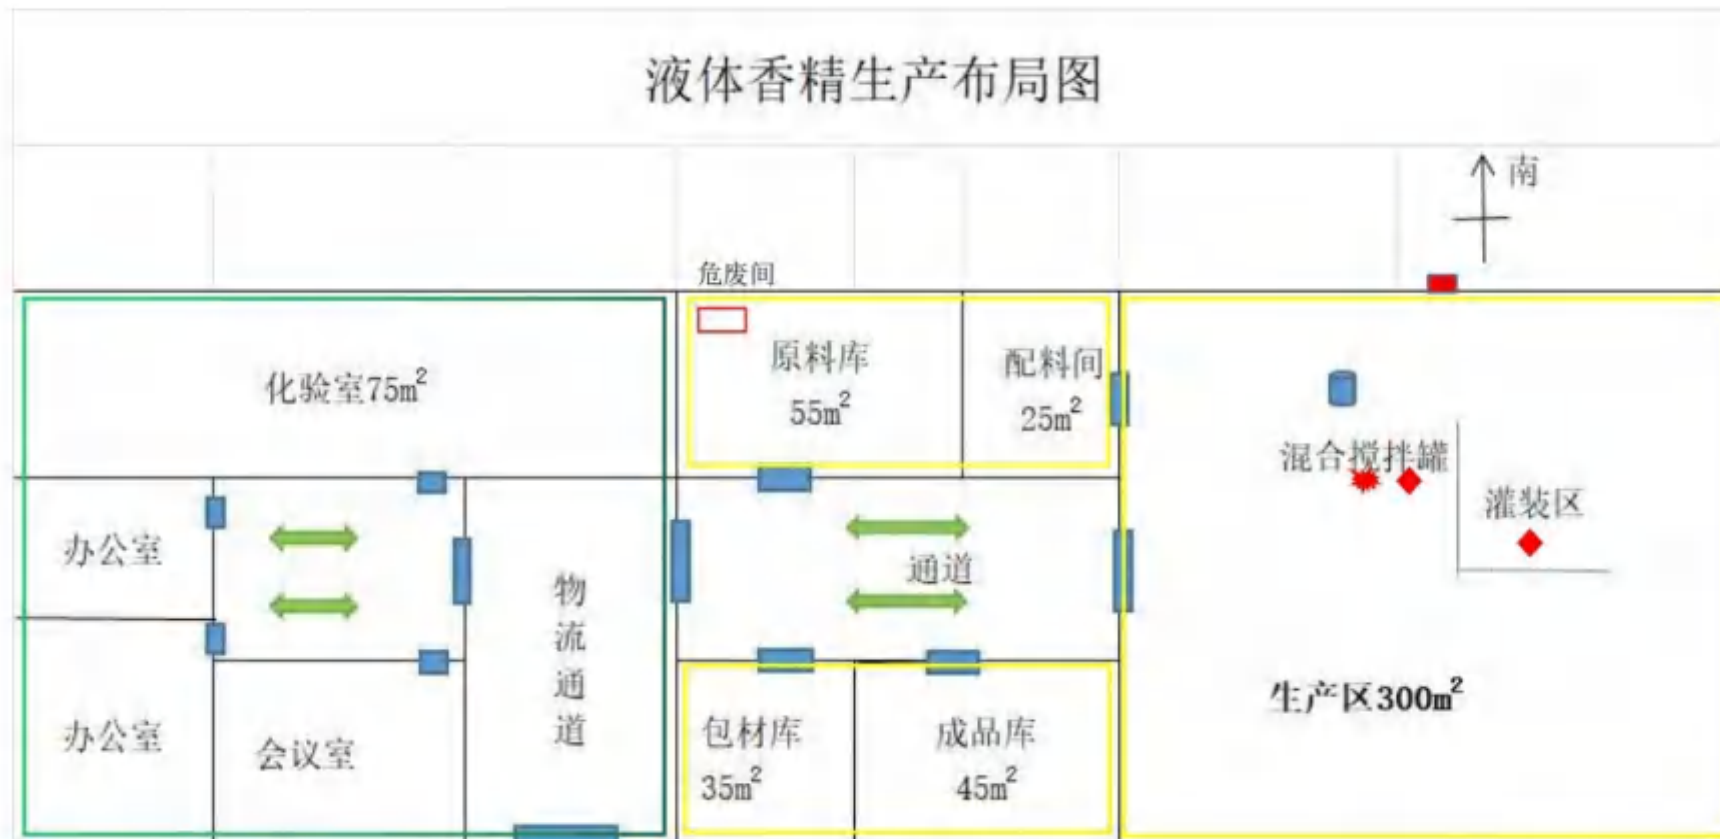 液体香精生产布局图
南
危废间
化验室75m²
原料库
55m²
配料间
25m²
混合搅拌罐
灌装区
办公室
物流通道
通道
办公室
会议室
包材库
35m²
成品库
45m²
生产区300m²